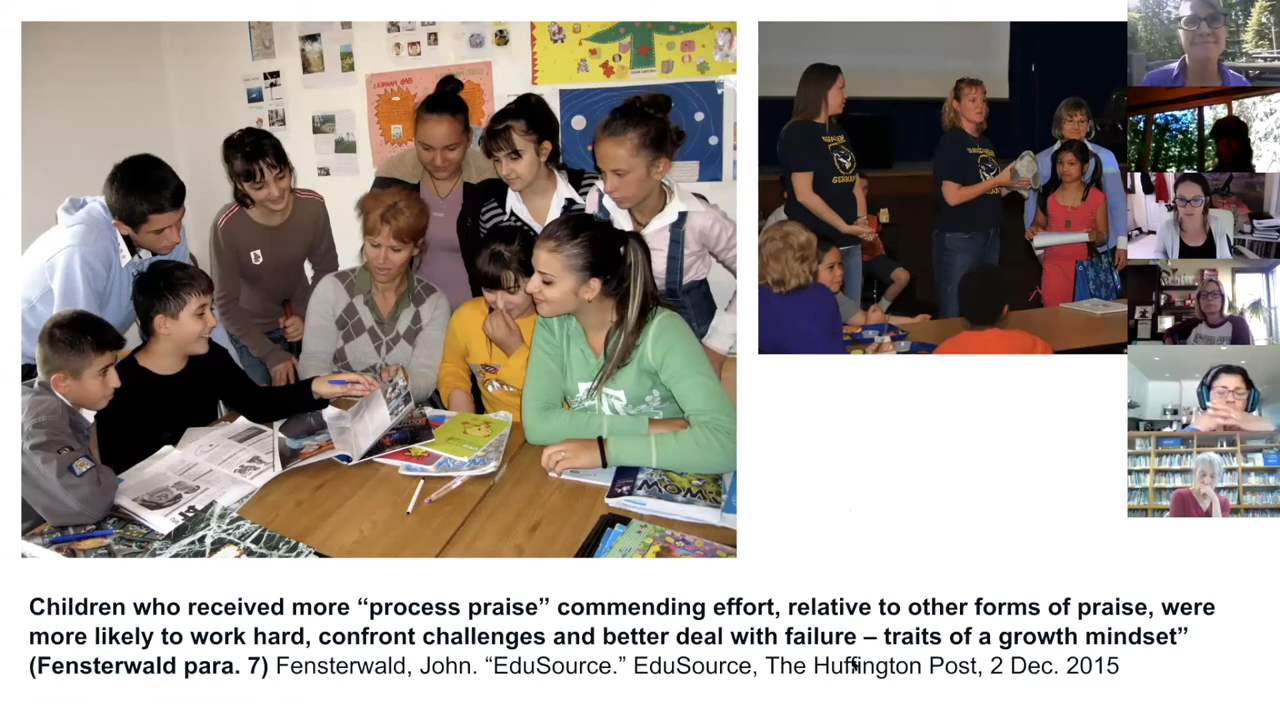 Children who received more “process praise” commending effort, relative to other forms of praise, were
more likely to work hard, confront challenges and better deal with failure – traits of a growth mindset”
(Fensterwald para. 7) Fensterwald, John. “EduSource.” EduSource, The Huffington Post, 2 Dec. 2015